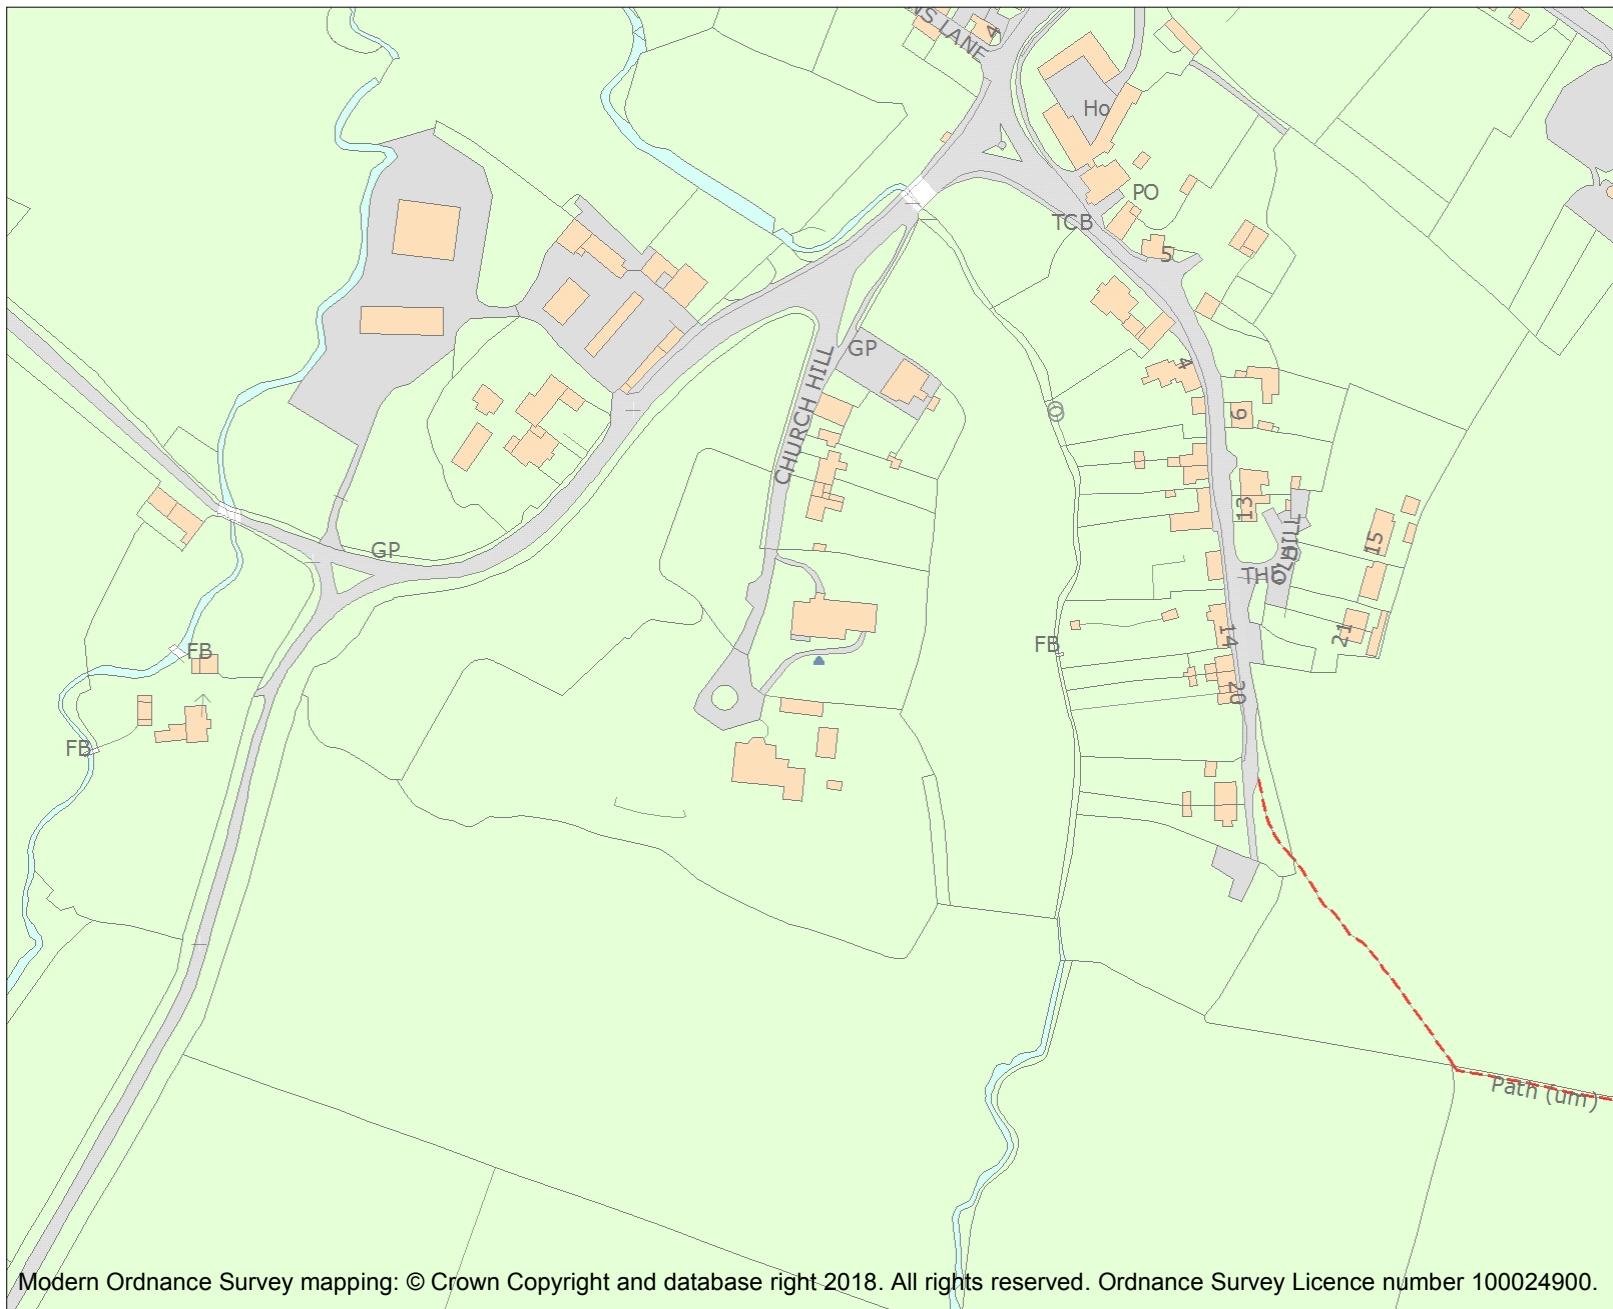 NS LANE
4
Ho
PO
TCB
5
GP
4
CHURCH HILL
6
13
OLD
HILL
15
GP
THE
21
14
FB
FB
20
FB
Path (um)
Modern Ordnance Survey mapping: © Crown Copyright and database right 2018. All rights reserved. Ordnance Survey Licence number 100024900.